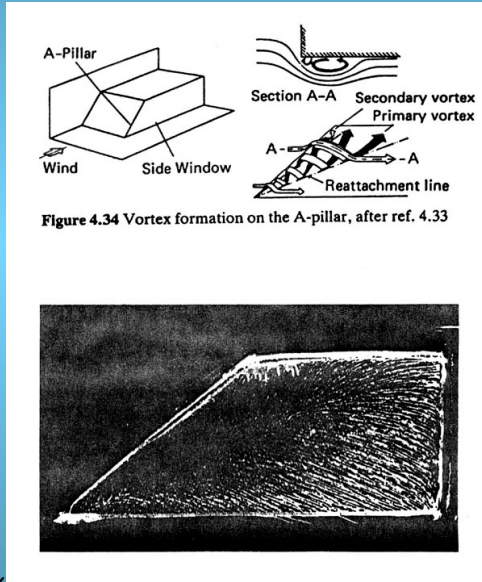 A-Pillar
Wind
Side Window
Section A-A
Secondary vortex
Primary vortex
A-
-A
Reattachment line
Figure 4.34 Vortex formation on the A-pillar, after ref. 4.33